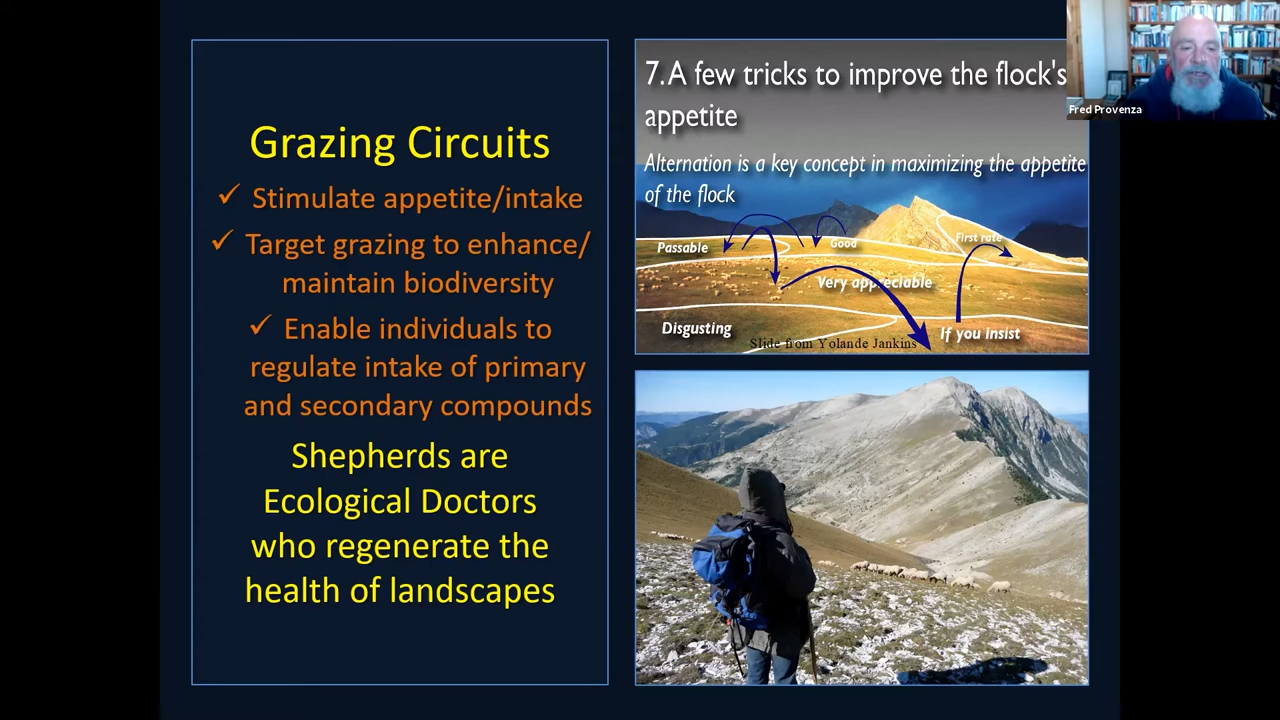 Grazing Circuits
✓ Stimulate appetite/intake
✓ Target grazing to enhance/
maintain biodiversity
✓ Enable individuals to
regulate intake of primary
and secondary compounds
Shepherds are
Ecological Doctors
who regenerate the
health of landscapes
7. A few tricks to improve the flock's
appetite
Alternation is a key concept in maximizing the appetite
of the flock
Passable
Good
First rate
Very appreciable
Disgusting
If you insist
Slide from Yolande Jankins
Fred Provenza